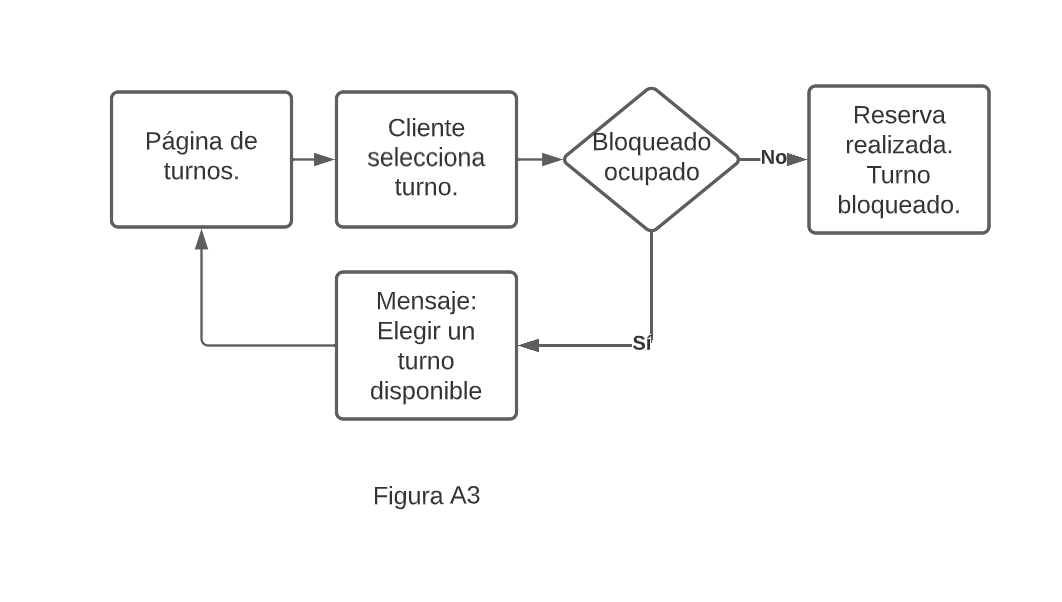 Página de
turnos.
Cliente
selecciona
turno.
Bloqueado
ocupado
No
Reserva
realizada.
Turno
bloqueado.
Sí
Mensaje:
Elegir un
turno
disponible
Figura A3